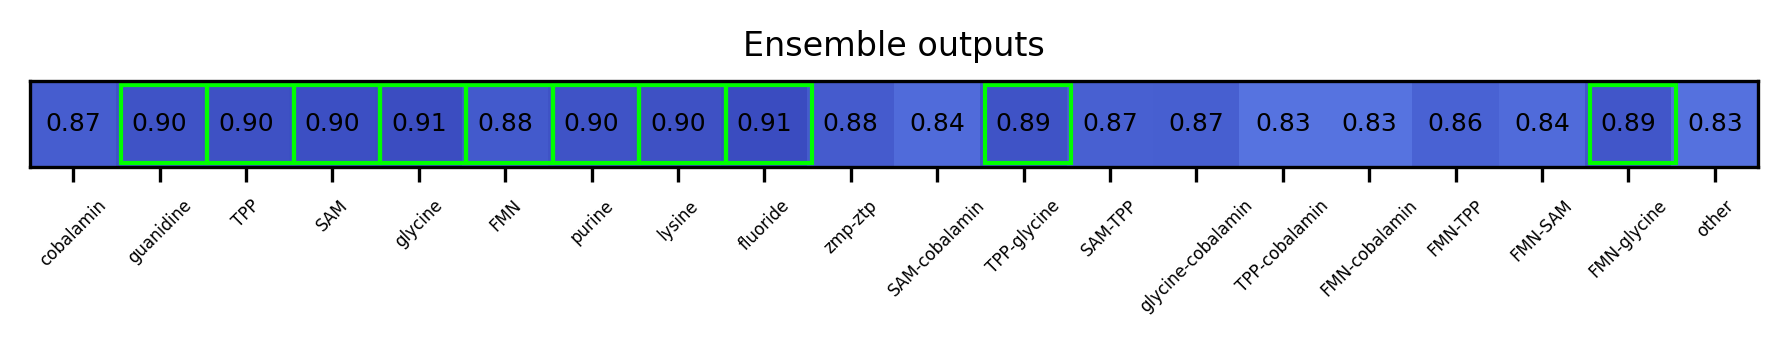 Ensemble outputs
0.87 0.90 0.90 0.90 0.91 0.88 0.90 0.90 0.91 0.88 0.84 0.89 0.87 0.87 0.83 0.83 0.86 0.84 0.89 0.83
cobalamin guanidine TPP SAM glycine FMN purine lysine fluoride zmp-ztp SAM-cobalamin TPP-glycine SAM-TPP glycine-cobalamin TPP-cobalamin FMN-cobalamin FMN-TPP FMN-SAM FMN-glycine other